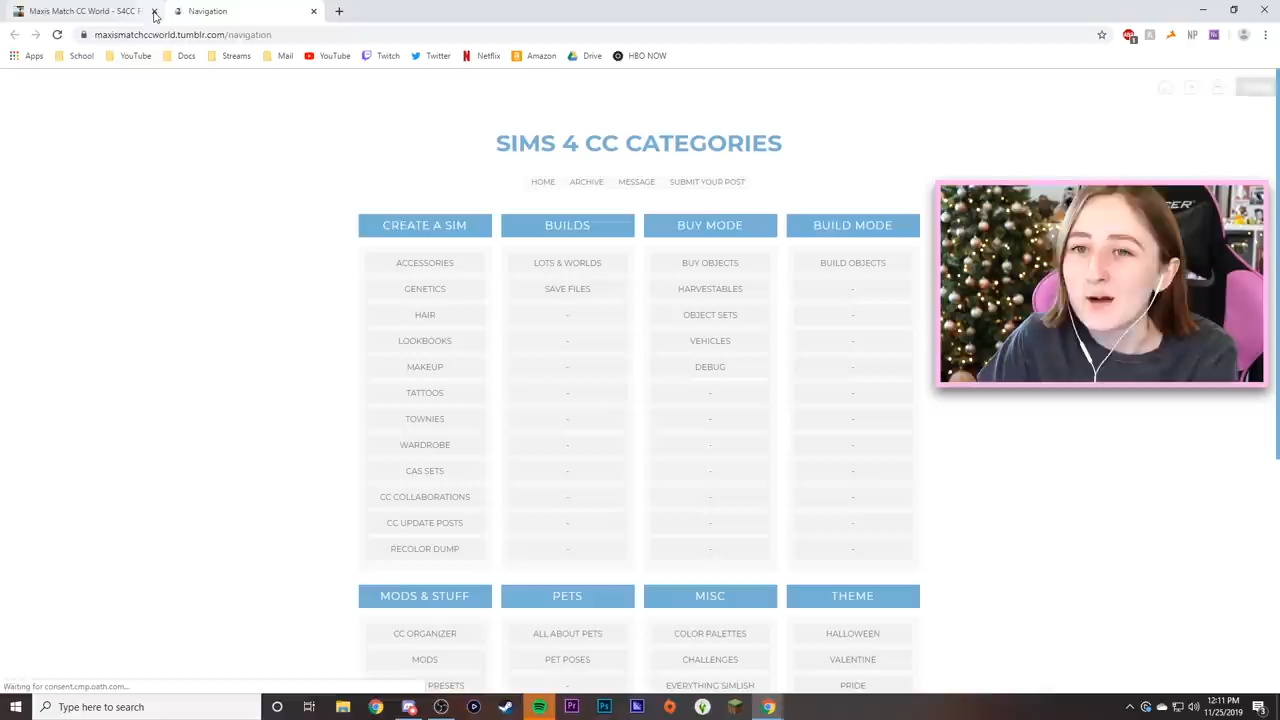 Maxis Match CC World - S4CC F
Navigation
maxismatchccworld.tumblr.com/navigation
Apps School YouTube Docs Streams Mail YouTube Twitch Twitter Netflix Amazon Drive HBO NOW
SIMS 4 CC CATEGORIES
HOME ARCHIVE MESSAGE SUBMIT YOUR POST
CREATE A SIM BUILDS BUY MODE BUILD MODE
ACCESSORIES LOTS & WORLDS BUY OBJECTS BUILD OBJECTS
GENETICS SAVE FILES HARVESTABLES -
HAIR - OBJECT SETS -
LOOKBOOKS - VEHICLES -
MAKEUP - DEBUG -
TATTOOS - - -
TOWNIES - - -
WARDROBE - - -
CAS SETS - - -
CC COLLABORATIONS - - -
CC UPDATE POSTS - - -
RECOLOR DUMP - - -
MODS & STUFF PETS MISC THEME
CC ORGANIZER ALL ABOUT PETS COLOR PALETTES HALLOWEEN
MODS PET POSES CHALLENGES VALENTINE
PRESETS - EVERYTHING SIMLISH PRIDE
Waiting for consent.cmp.oath.com...
Type here to search
12:11 PM
11/25/2019